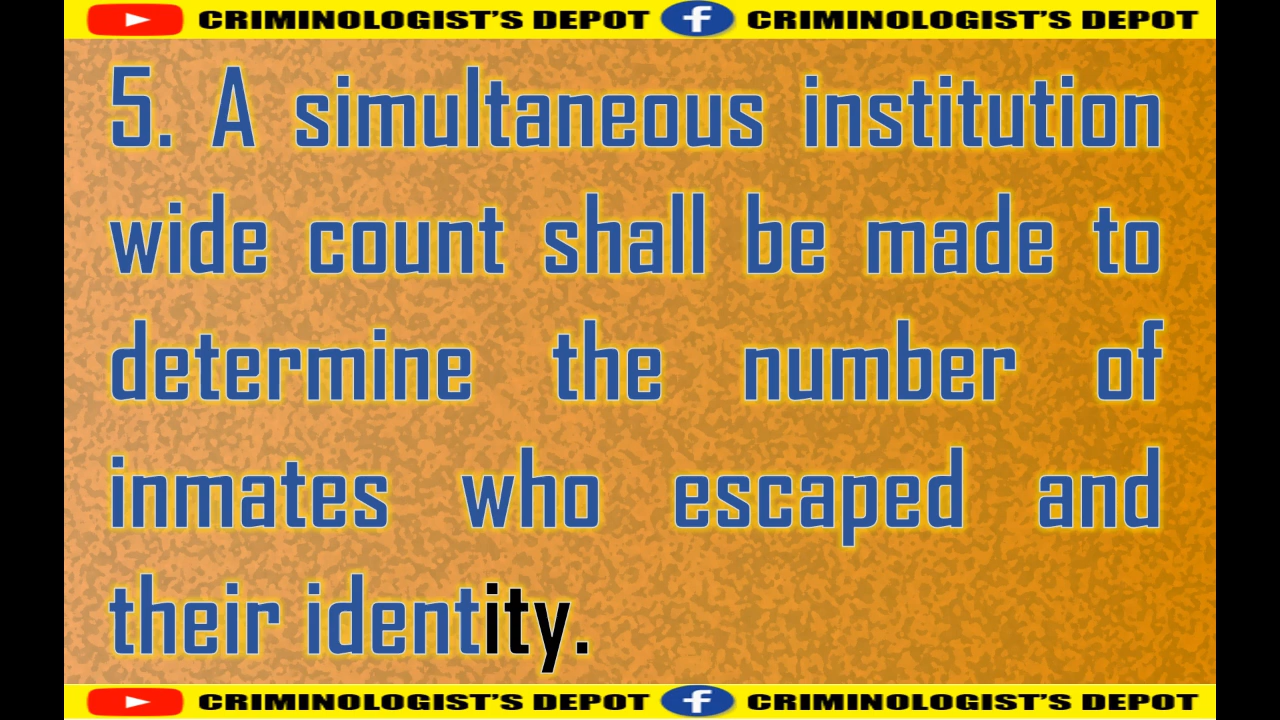 CRIMINOLOGIST'S DEPOT f CRIMINOLOGIST'S DEPOT
5. A simultaneous institution
wide count shall be made to
determine the number of
inmates who escaped and
their identity.
CRIMINOLOGIST'S DEPOT f CRIMINOLOGIST'S DEPOT